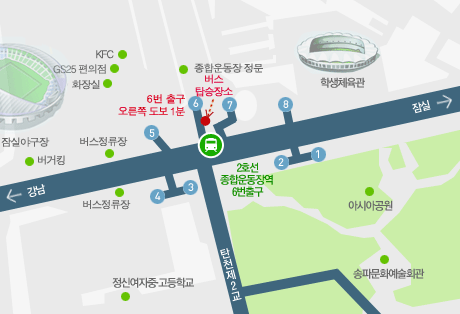 KFC
GS25 편의점
화장실
종합운동장 정문
버스
탑승장소
6번 출구
오른쪽 도보 1분
학생체육관
잠실
6
7
8
5
잠실야구장
버거킹
버스정류장
2호선
종합운동장역
6번출구
2
1
강남
4
3
버스정류장
아시아공원
탄천제2교
송파문화예술회관
정신여자중·고등학교